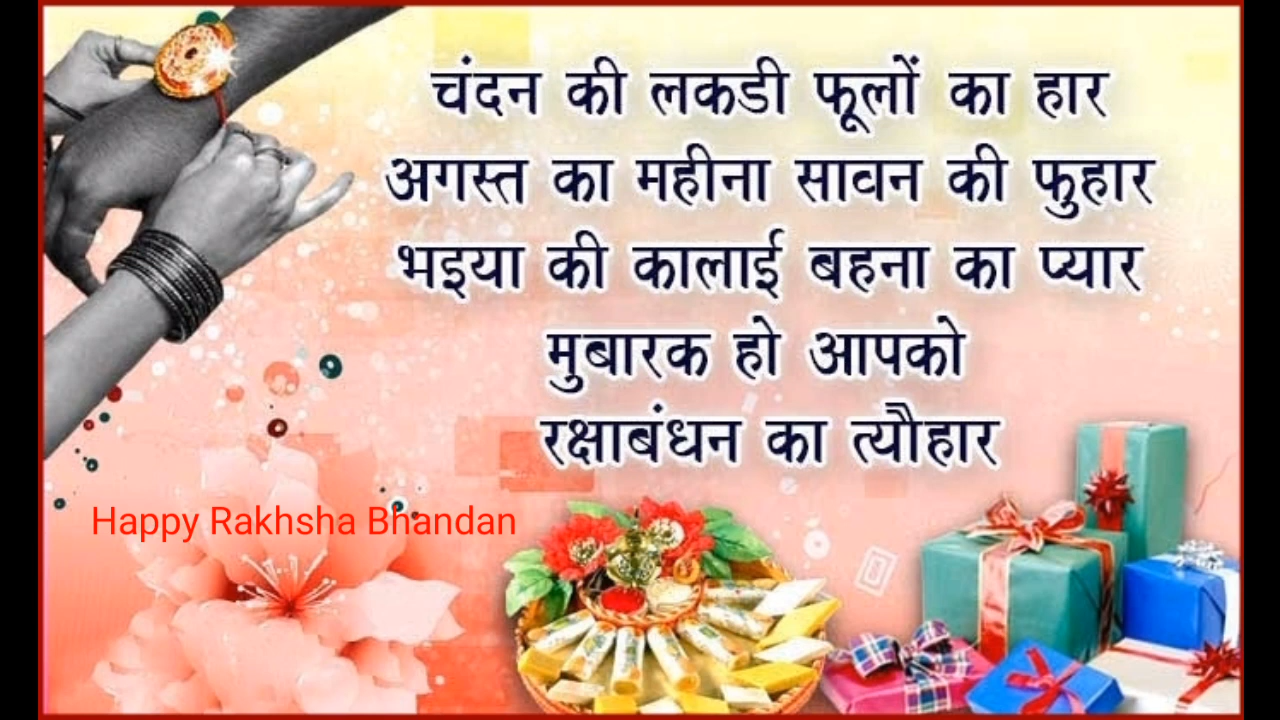 चंदन की लकडी फूलों का हार
अगस्त का महीना सावन की फुहार
भइया की कालाई बहना का प्यार
मुबारक हो आपको
रक्षाबंधन का त्यौहार
Happy Rakhsha Bhandan